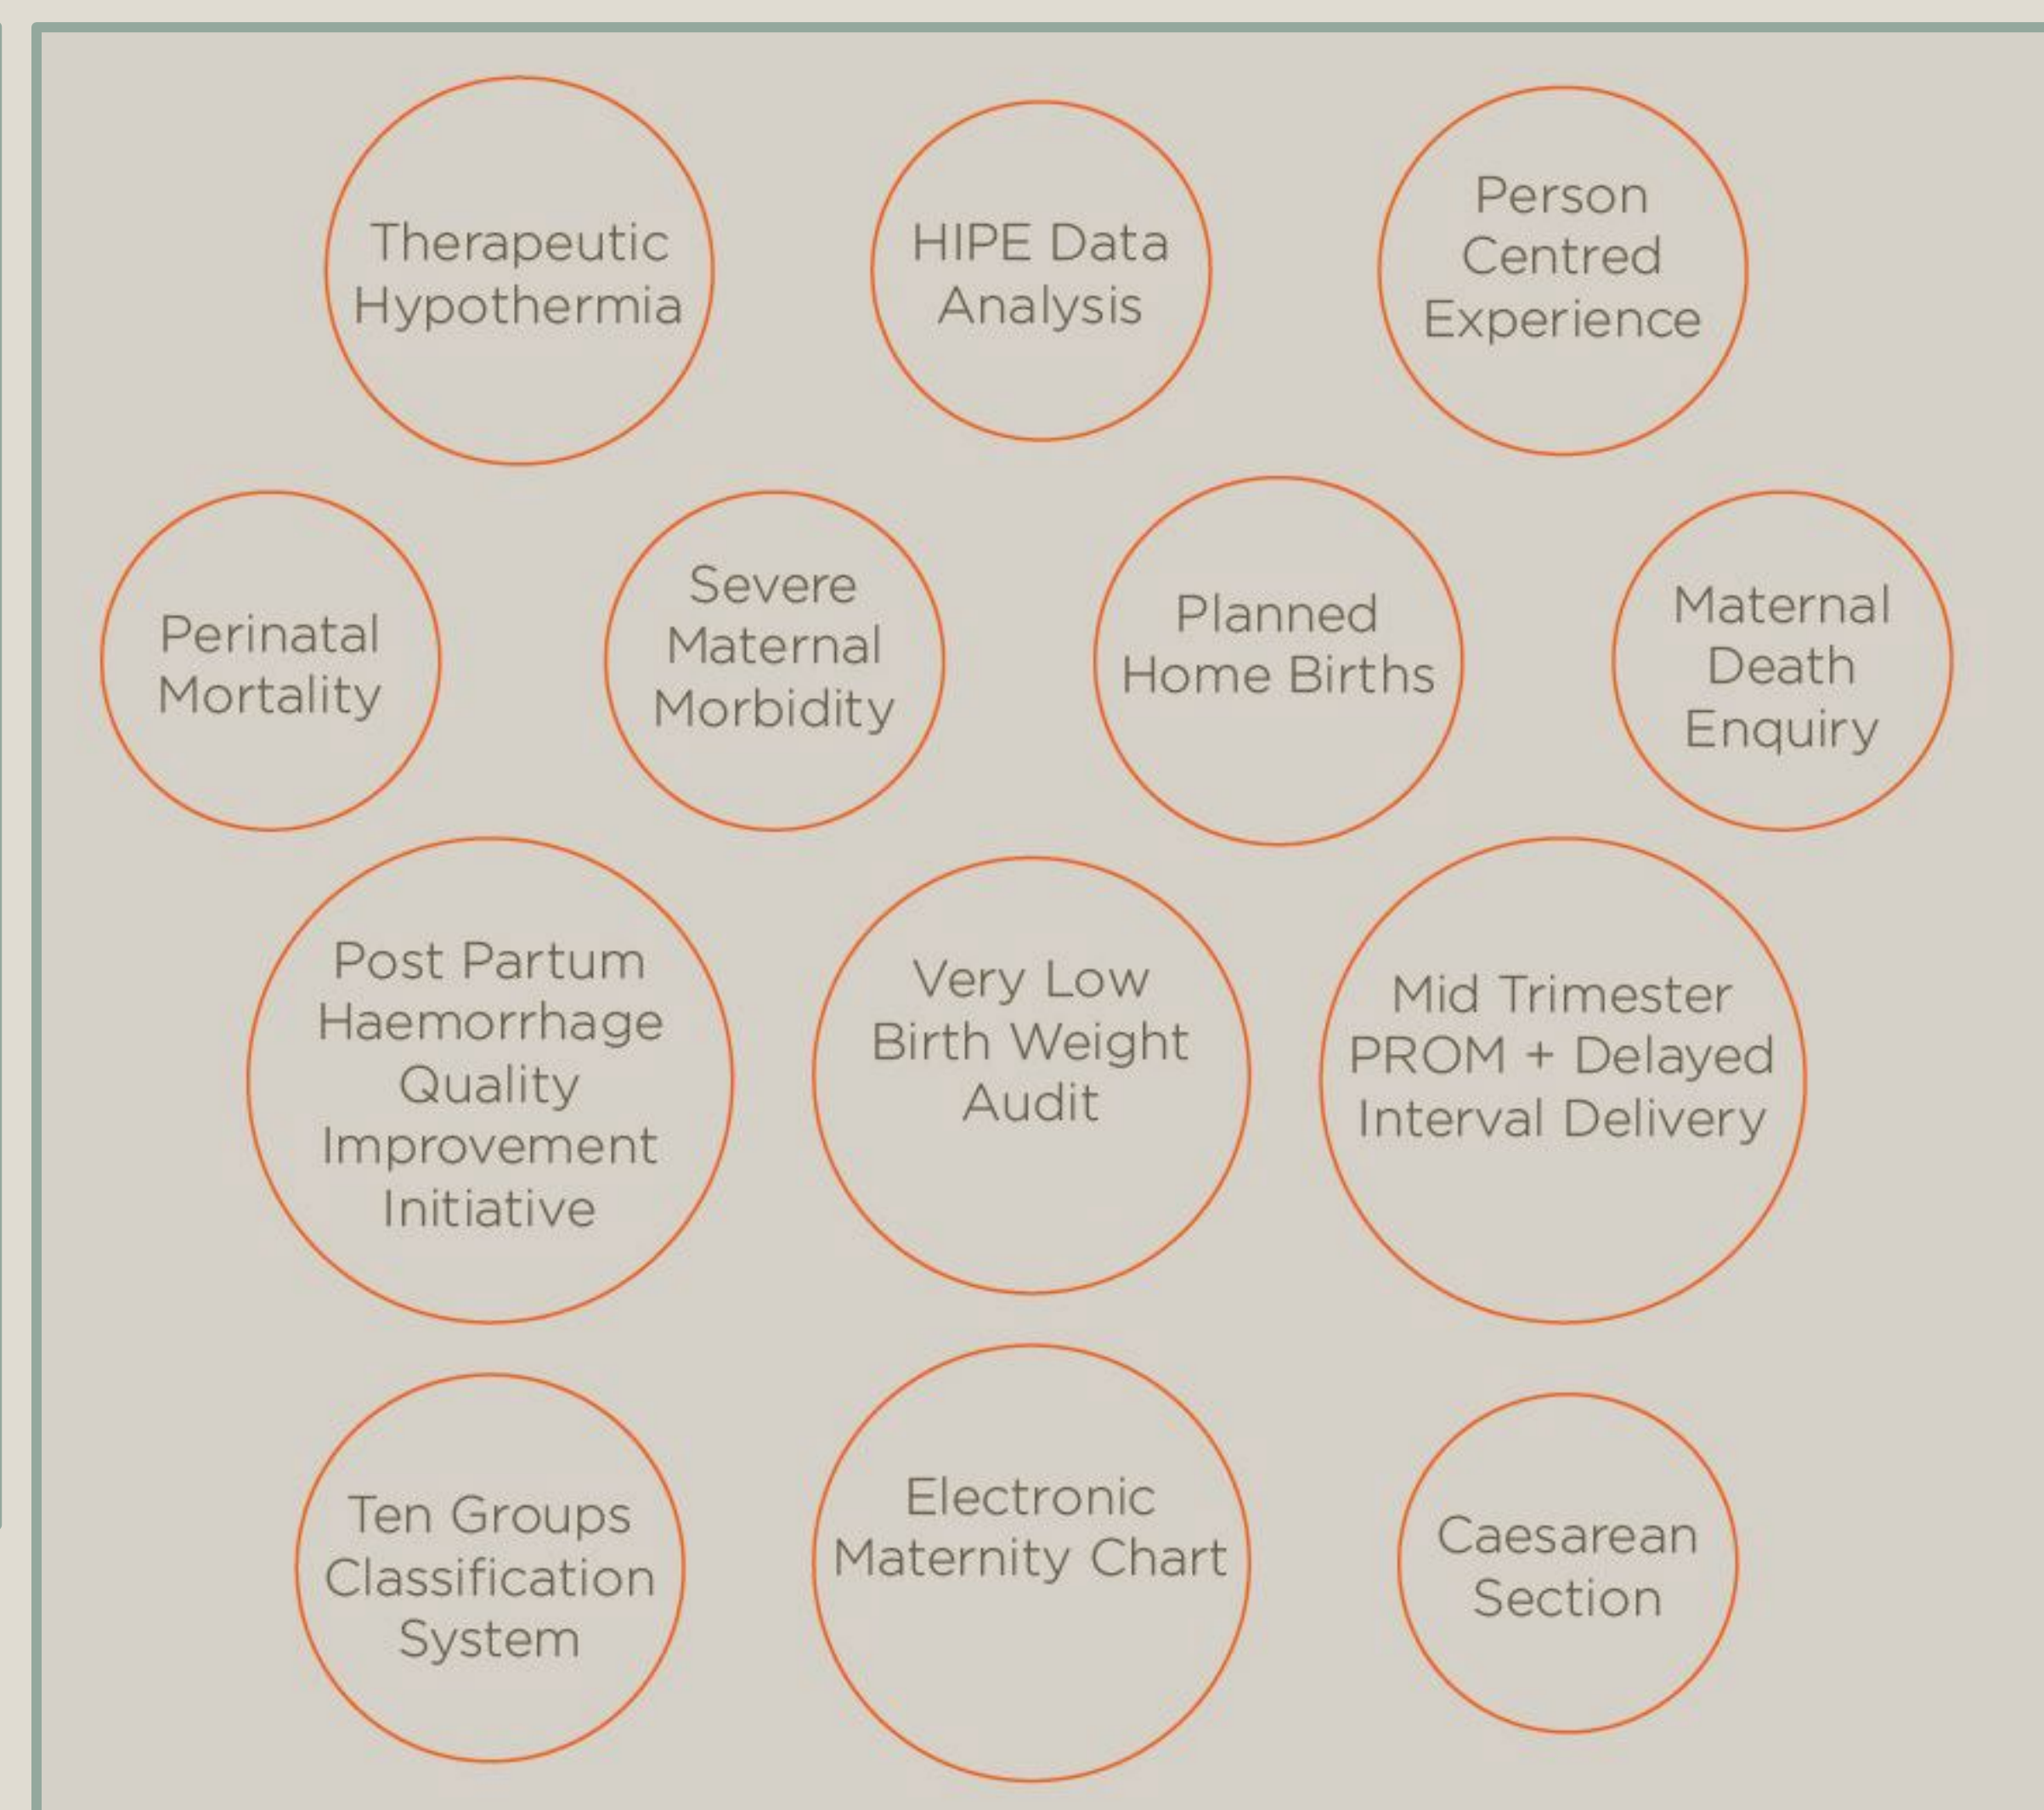 Therapeutic
Hypothermia
HIPE Data
Analysis
Person
Centred
Experience
Perinatal
Mortality
Severe
Maternal
Morbidity
Planned
Home Births
Maternal
Death
Enquiry
Post Partum
Haemorrhage
Quality
Improvement
Initiative
Very Low
Birth Weight
Audit
Mid Trimester
PROM + Delayed
Interval Delivery
Ten Groups
Classification
System
Electronic
Maternity Chart
Caesarean
Section